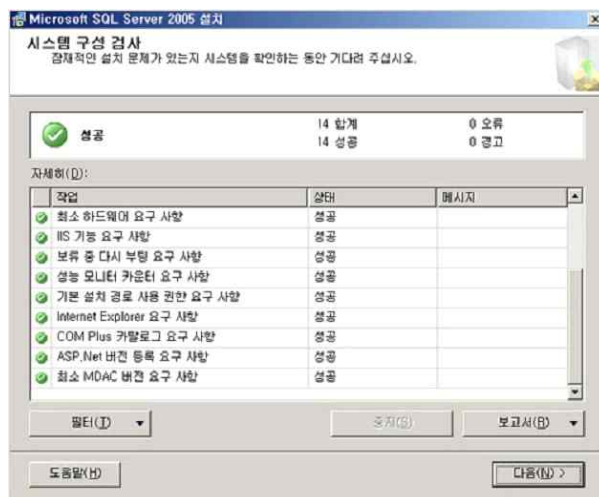 Microsoft SQL Server 2005 설치
시스템 구성 검사
잠재적인 설치 문제가 있는지 시스템을 확인하는 동안 기다려 주십시오.
성공
14 합계
0 오류
14 성공
0 경고
자세히(D):
작업 상태 메시지
최소 하드웨어 요구 사항 성공
IIS 기능 요구 사항 성공
보류 중 다시 부팅 요구 사항 성공
성능 모니터 카운터 요구 사항 성공
기본 설치 경로 사용 권한 요구 사항 성공
Internet Explorer 요구 사항 성공
COM Plus 카탈로그 요구 사항 성공
ASP.Net 버전 등록 요구 사항 성공
최소 MDAC 버전 요구 사항 성공
필터(T) 중지(S) 보고서(R)
도움말(H) 다음(N) >